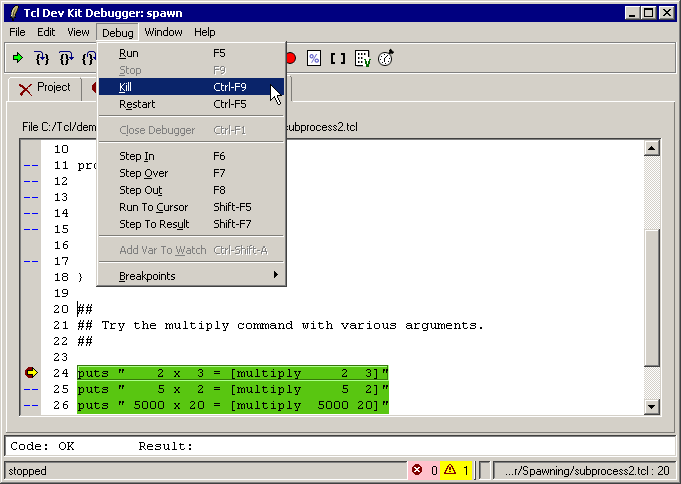 Tcl Dev Kit Debugger: spawn
File Edit View Debug Window Help
Run F5
Stop F9
Kill Ctrl-F9
Restart Ctrl-F5
Close Debugger Ctrl-F1
Step In F6
Step Over F7
Step Out F8
Run To Cursor Shift-F5
Step To Result Shift-F7
Add Var To Watch Ctrl-Shift-A
Breakpoints
Project
File C:/Tcl/dem subprocess2.tcl
10
-- 11 pro
-- 12
-- 13
-- 14
-- 15
16
-- 17
18 }
19
20 ##
21 ## Try the multiply command with various arguments.
22 ##
23
24 puts "    2 x  3 = [multiply     2  3]"
-- 25 puts "    5 x  2 = [multiply     5  2]"
-- 26 puts " 5000 x 20 = [multiply  5000 20]"
Code: OK Result:
stopped 0 1 ...r/Spawning/subprocess2.tcl : 20